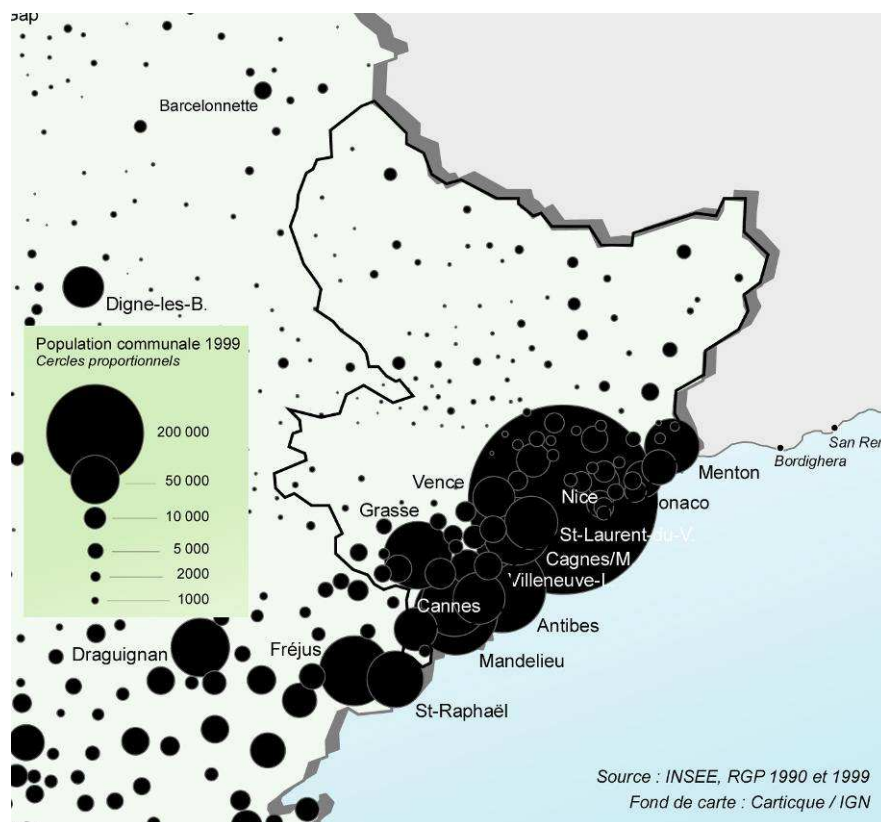 Gap
Barcelonnette
Digne-les-B.
Population communale 1999
Cercles proportionnels
200 000
50 000
10 000
5 000
2000
1000
San Rer
Bordighera
Menton
Vence
Nice
onaco
Grasse
St-Laurent-du-V.
Cagnes/M
Villeneuve-L
Cannes
Antibes
Draguignan
Fréjus
Mandelieu
St-Raphaël
Source : INSEE, RGP 1990 et 1999
Fond de carte : Carticque / IGN